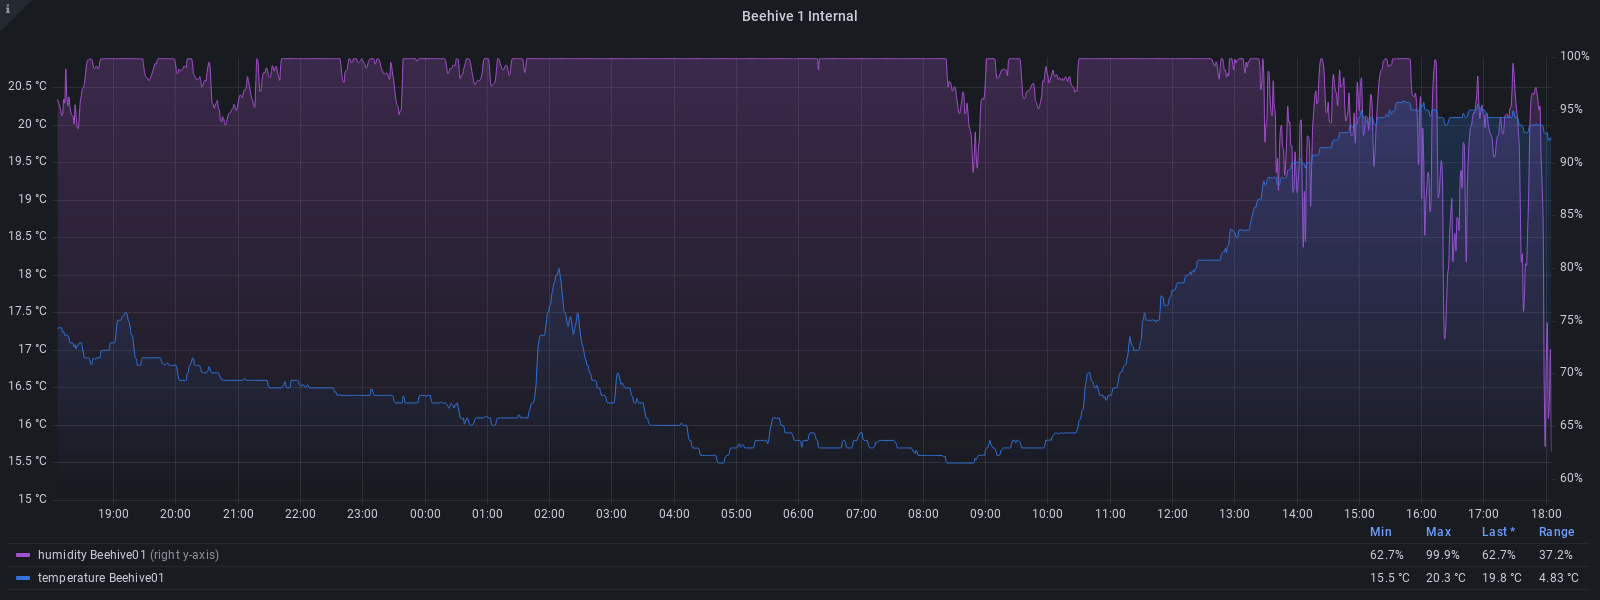 i
Beehive 1 Internal
100%
20.5 °C
95%
20 °C
19.5 °C
90%
19 °C
85%
18.5 °C
18 °C
80%
17.5 °C
75%
17 °C
16.5 °C
70%
16 °C
65%
15.5 °C
60%
15 °C
19:00 20:00 21:00 22:00 23:00 00:00 01:00 02:00 03:00 04:00 05:00 06:00 07:00 08:00 09:00 10:00 11:00 12:00 13:00 14:00 15:00 16:00 17:00 18:00
Min Max Last * Range
humidity Beehive01 (right y-axis) 62.7% 99.9% 62.7% 37.2%
temperature Beehive01 15.5 °C 20.3 °C 19.8 °C 4.83 °C